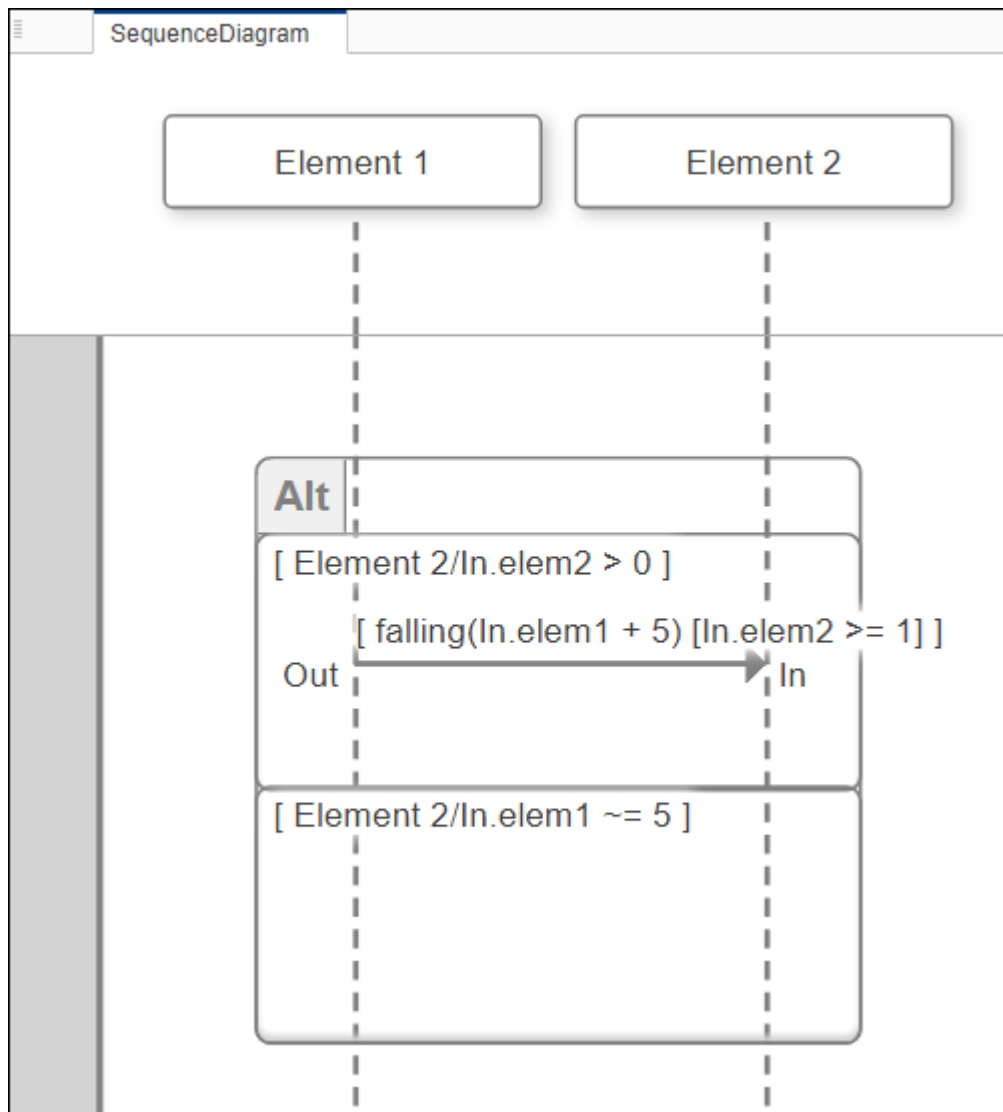 SequenceDiagram
Element 1 Element 2
Alt
[ Element 2/In.elem2 > 0 ]
[ falling(In.elem1 + 5) [In.elem2 >= 1] ]
Out In
[ Element 2/In.elem1 ~= 5 ]